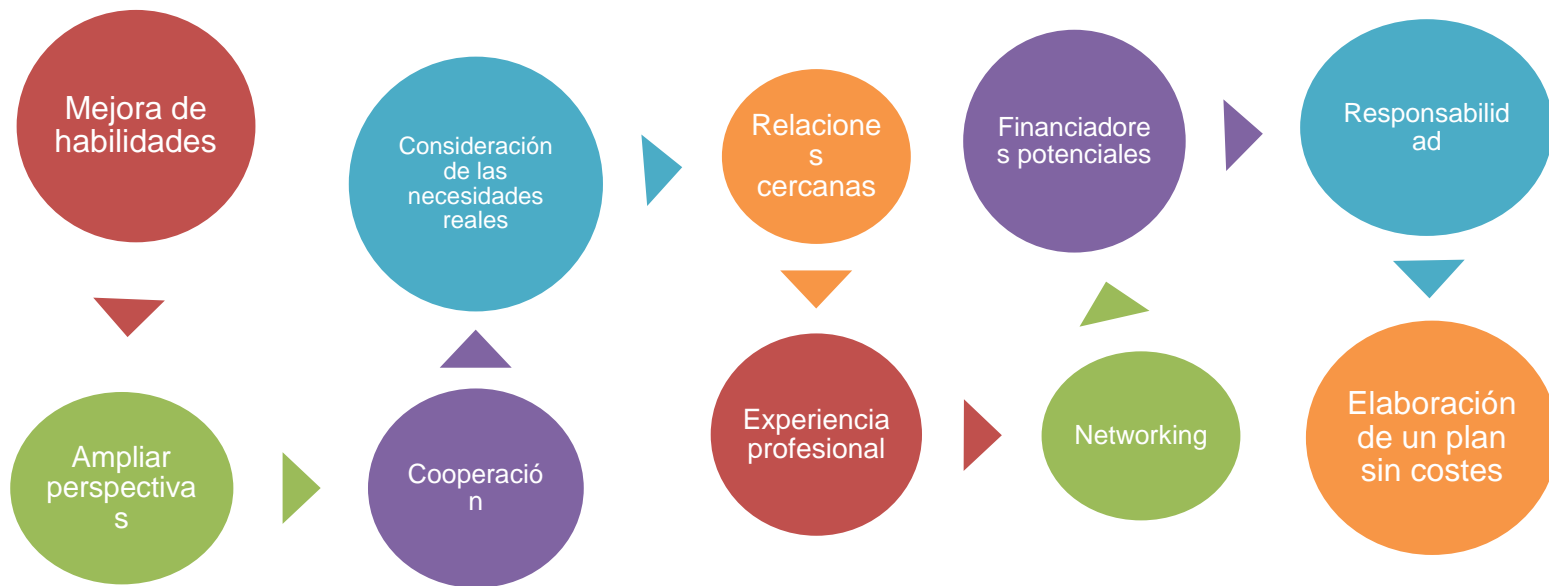 Mejora de
habilidades
Ampliar
perspectiva
s
Cooperació
n
Consideración
de las
necesidades
reales
Relacione
s
cercanas
Experiencia
profesional
Networking
Financiadore
s potenciales
Responsabilid
ad
Elaboración
de un plan
sin costes